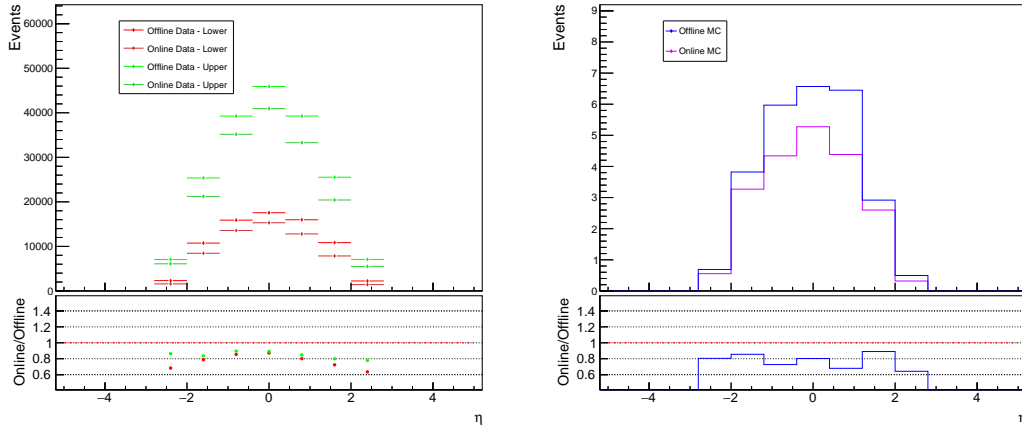 Events
60000
50000
40000
30000
20000
10000
0
Offline Data - Lower
Online Data - Lower
Offline Data - Upper
Online Data - Upper
Online/Offline
1.4
1.2
1
0.8
0.6
−4 −2 0 2 4
η
Events
9
8
7
6
5
4
3
2
1
0
Offline MC
Online MC
Online/Offline
1.4
1.2
1
0.8
0.6
−4 −2 0 2 4
η